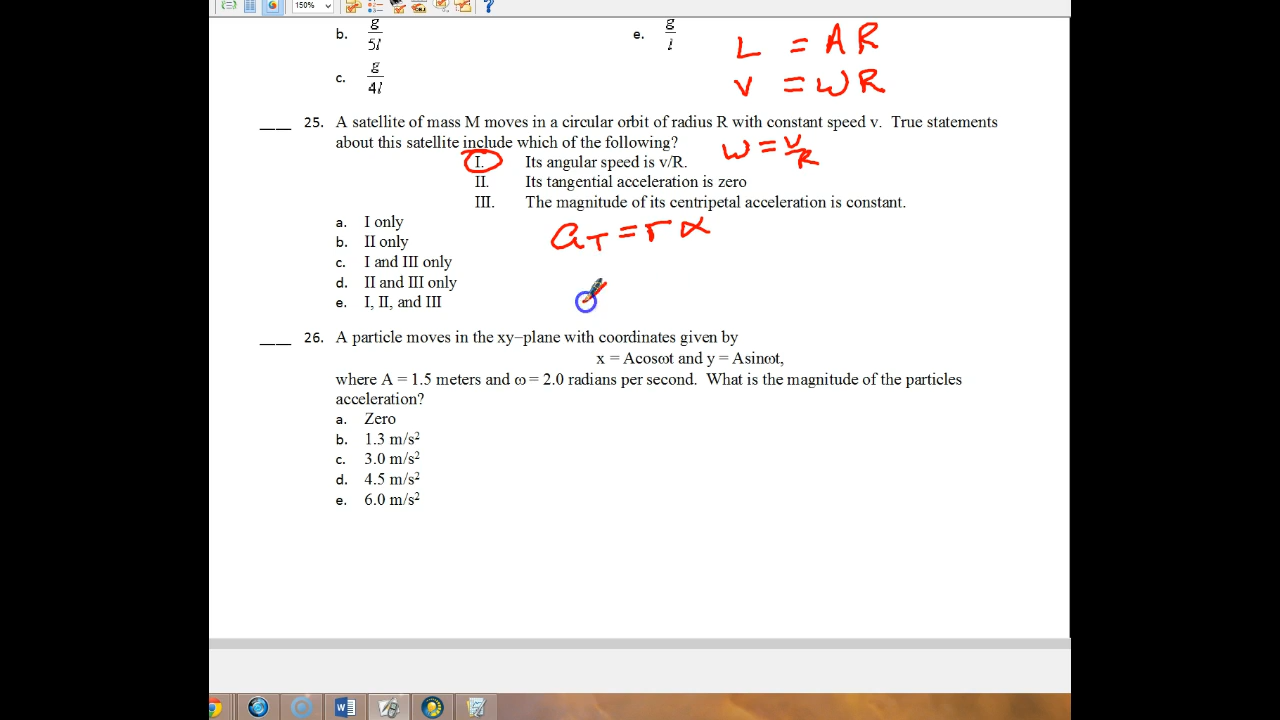 150%
b. g/5l e. g/l L = AR
c. g/4l V = ωR
____ 25. A satellite of mass M moves in a circular orbit of radius R with constant speed v. True statements
about this satellite include which of the following?
I. Its angular speed is v/R. ω = V/R
II. Its tangential acceleration is zero
III. The magnitude of its centripetal acceleration is constant.
a. I only
b. II only
aT = r α
c. I and III only
d. II and III only
e. I, II, and III
____ 26. A particle moves in the xy−plane with coordinates given by
x = Acosωt and y = Asinωt,
where A = 1.5 meters and ω = 2.0 radians per second. What is the magnitude of the particles
acceleration?
a. Zero
b. 1.3 m/s²
c. 3.0 m/s²
d. 4.5 m/s²
e. 6.0 m/s²